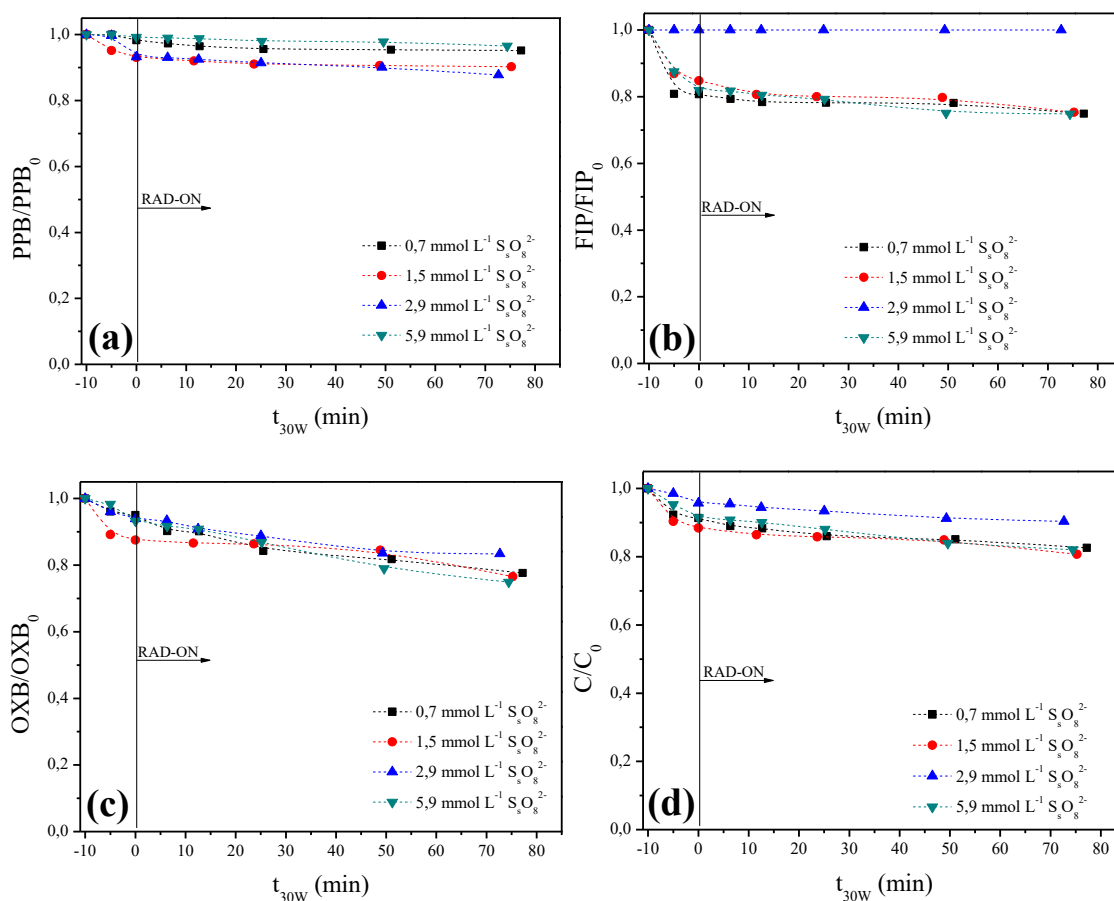 PPB/PPB₀
1,0
0,8
0,6
0,4
0,2
0,0
RAD-ON
0,7 mmol L⁻¹ SₛO₈²⁻
1,5 mmol L⁻¹ SₛO₈²⁻
2,9 mmol L⁻¹ SₛO₈²⁻
5,9 mmol L⁻¹ SₛO₈²⁻
(a)
-10 0 10 20 30 40 50 60 70 80
t₃₀W (min)
FIP/FIP₀
1,0
0,8
0,6
0,4
0,2
0,0
RAD-ON
0,7 mmol L⁻¹ SₛO₈²⁻
1,5 mmol L⁻¹ SₛO₈²⁻
2,9 mmol L⁻¹ SₛO₈²⁻
5,9 mmol L⁻¹ SₛO₈²⁻
(b)
-10 0 10 20 30 40 50 60 70 80
t₃₀W (min)
OXB/OXB₀
1,0
0,8
0,6
0,4
0,2
0,0
RAD-ON
0,7 mmol L⁻¹ SₛO₈²⁻
1,5 mmol L⁻¹ SₛO₈²⁻
2,9 mmol L⁻¹ SₛO₈²⁻
5,9 mmol L⁻¹ SₛO₈²⁻
(c)
-10 0 10 20 30 40 50 60 70 80
t₃₀W (min)
C/C₀
1,0
0,8
0,6
0,4
0,2
0,0
RAD-ON
0,7 mmol L⁻¹ SₛO₈²⁻
1,5 mmol L⁻¹ SₛO₈²⁻
2,9 mmol L⁻¹ SₛO₈²⁻
5,9 mmol L⁻¹ SₛO₈²⁻
(d)
-10 0 10 20 30 40 50 60 70 80
t₃₀W (min)